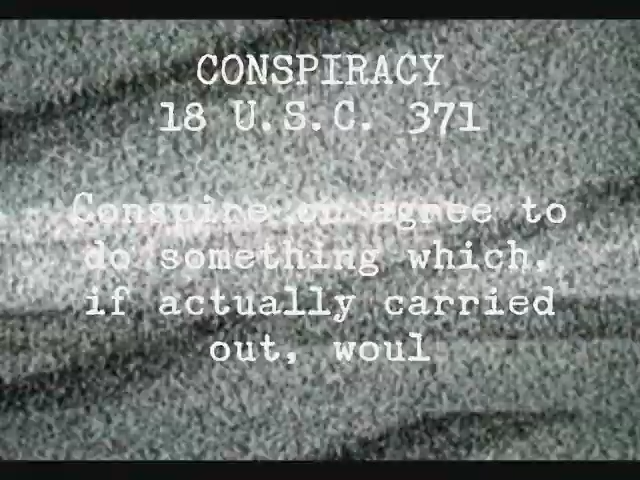 CONSPIRACY
18 U.S.C. 371
Conspire or agree to
do something which,
if actually carried
out, woul